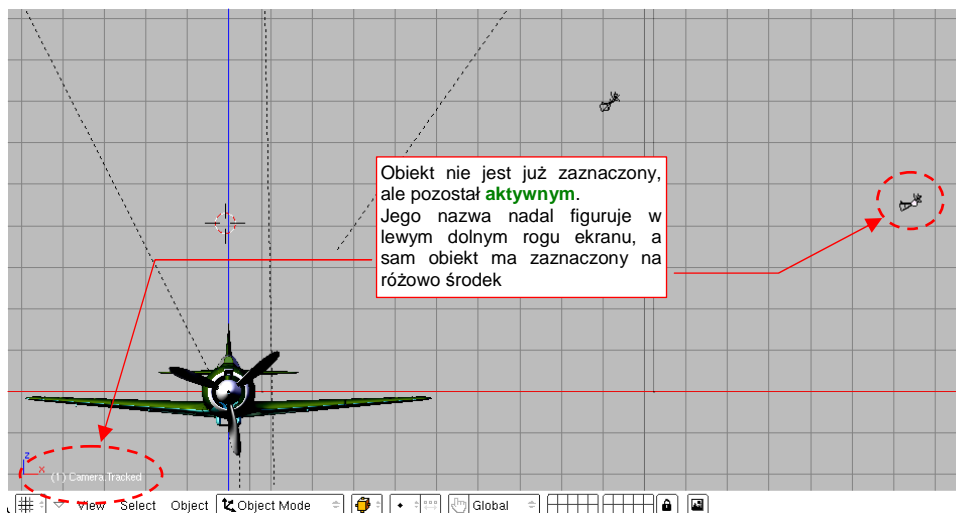 Obiekt nie jest już zaznaczony,
ale pozostał aktywnym.
Jego nazwa nadal figuruje w
lewym dolnym rogu ekranu, a
sam obiekt ma zaznaczony na
różowo środek
z
x
(1) Camera.Tracked
View Select Object Object Mode Global